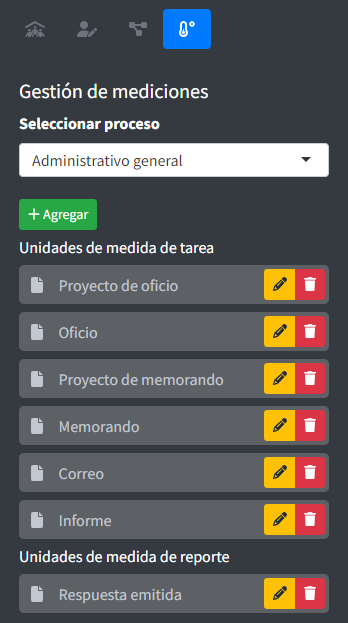 Gestión de mediciones
Seleccionar proceso
Administrativo general
+ Agregar
Unidades de medida de tarea
Proyecto de oficio
Oficio
Proyecto de memorando
Memorando
Correo
Informe
Unidades de medida de reporte
Respuesta emitida